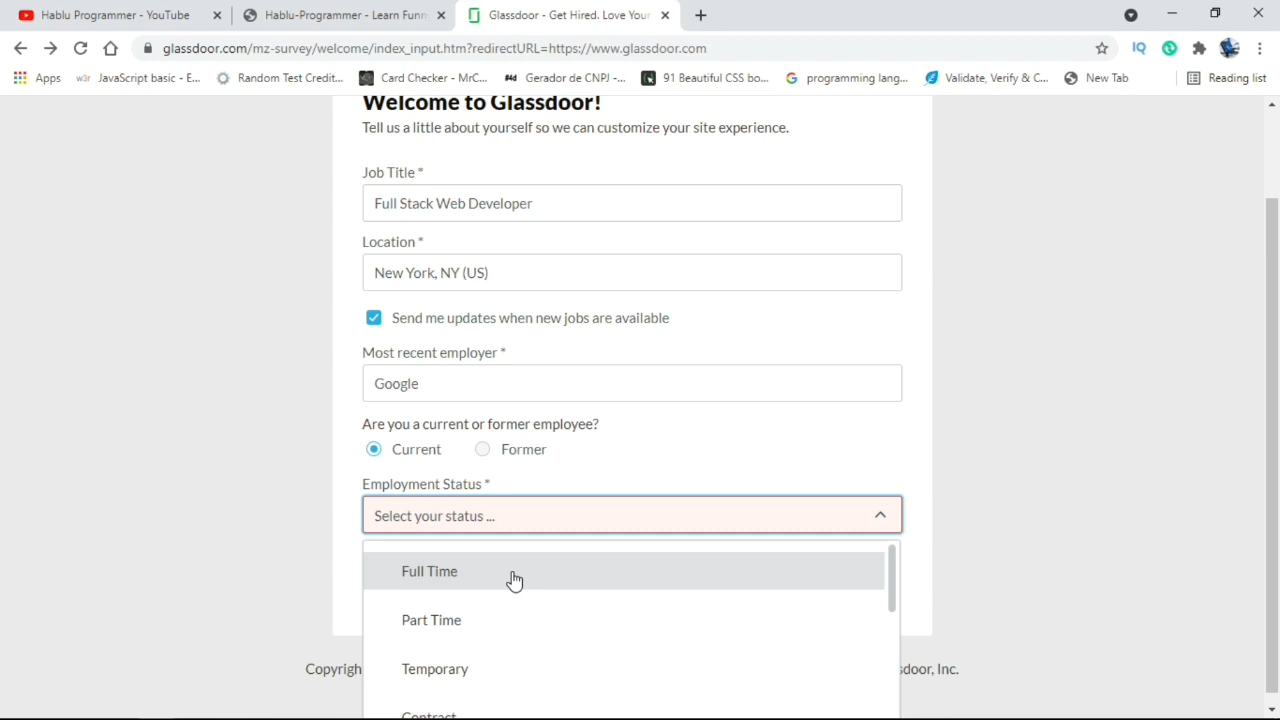 Hablu Programmer - YouTube
Hablu-Programmer - Learn Funn
Glassdoor - Get Hired. Love Your
glassdoor.com/mz-survey/welcome/index_input.htm?redirectURL=https://www.glassdoor.com
IQ
Apps
w3r JavaScript basic - E...
Random Test Credit...
Card Checker - MrC...
Gerador de CNPJ -...
91 Beautiful CSS bo...
programming lang...
Validate, Verify & C...
New Tab
Reading list
Welcome to Glassdoor!
Tell us a little about yourself so we can customize your site experience.
Job Title *
Full Stack Web Developer
Location *
New York, NY (US)
Send me updates when new jobs are available
Most recent employer *
Google
Are you a current or former employee?
Current Former
Employment Status *
Select your status ...
Full Time
Part Time
Temporary
Copyrigh
sdoor, Inc.
Contract